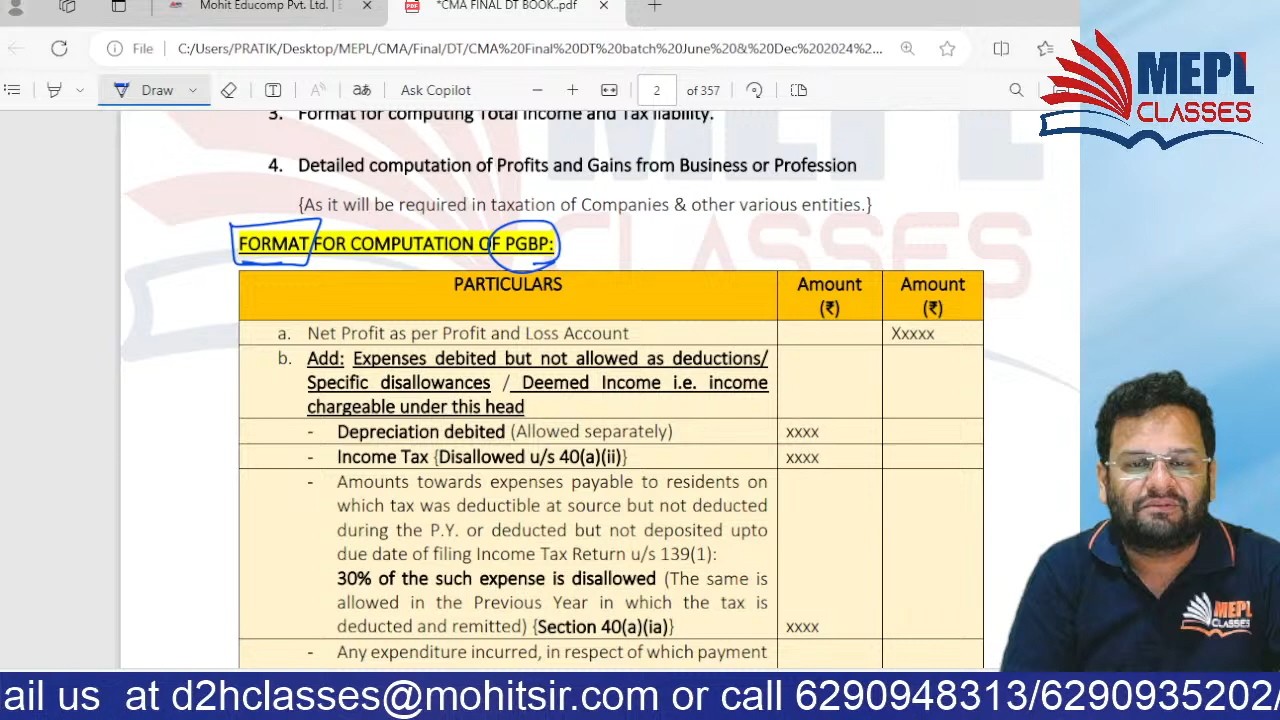 Mohit Educomp Pvt. Ltd. |
*CMA FINAL DT BOOK..pdf
File
C:/Users/PRATIK/Desktop/MEPL/CMA/Final/DT/CMA%20Final%20DT%20batch%20June%20&%20Dec%202024%...
Draw
aあ
Ask Copilot
2
of 357
MEPL
CLASSES
3. Format for computing Total Income and Tax liability.
4. Detailed computation of Profits and Gains from Business or Profession
{As it will be required in taxation of Companies & other various entities.}
FORMAT FOR COMPUTATION OF PGBP:
PARTICULARS
Amount
(₹)
Amount
(₹)
a. Net Profit as per Profit and Loss Account
Xxxxx
b. Add: Expenses debited but not allowed as deductions/
Specific disallowances / Deemed Income i.e. income
chargeable under this head
- Depreciation debited (Allowed separately)
xxxx
- Income Tax {Disallowed u/s 40(a)(ii)}
xxxx
- Amounts towards expenses payable to residents on
which tax was deductible at source but not deducted
during the P.Y. or deducted but not deposited upto
due date of filing Income Tax Return u/s 139(1):
30% of the such expense is disallowed (The same is
allowed in the Previous Year in which the tax is
deducted and remitted) {Section 40(a)(ia)}
xxxx
- Any expenditure incurred, in respect of which payment
MEPL
CLASSES
ail us at d2hclasses@mohitsir.com or call 6290948313/6290935202/